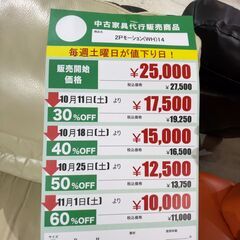 中古家具代行販売商品
2Pモーション(WH)14
毎週土曜日が値下り日！
販売開始
価格
¥25,000
税込価格 ¥27,500
10月11日(土)より
30%OFF
¥17,500
税込価格 ¥19,250
10月18日(土)より
40%OFF
¥15,000
税込価格 ¥16,500
10月25日(土)より
50%OFF
¥12,500
税込価格 ¥13,750
11月1日(土)より
60%OFF
¥10,000
税込価格 ¥11,000